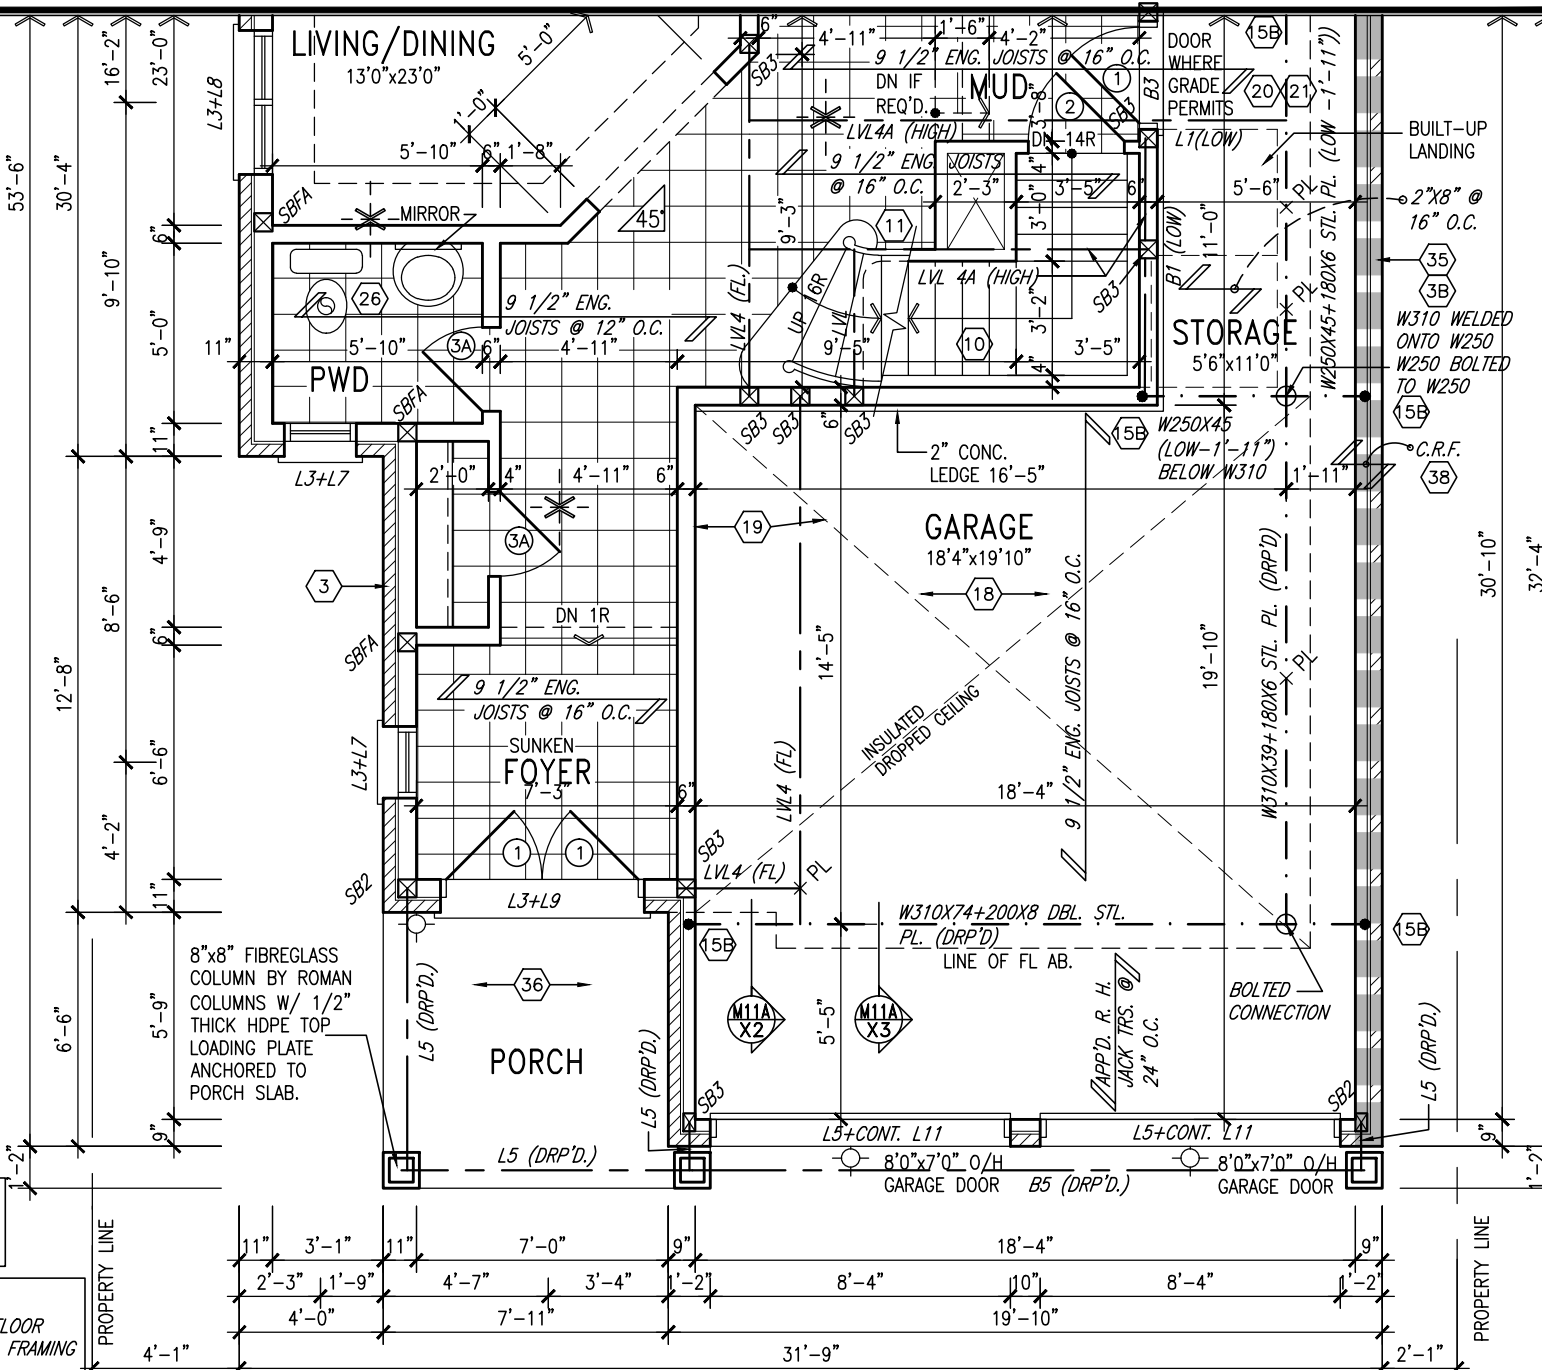 53'-6"
30'-4"
16'-2"
23'-0"
LIVING/DINING
13'0"x23'0"
5'-0"
1'-0"
L3+L8
5'-10"
6"
1'-8"
SBFA
MIRROR
45°
6"
4'-11"
1'-6"
4'-2"
SB3
9 1/2" ENG. JOISTS @ 16" O.C.
DN IF
REQ'D.
MUD
1
2
3'-8"
LVL4A (HIGH)
9 1/2" ENG. JOISTS
@ 16" O.C.
DN 14R
B3
SB3
DOOR
WHERE
GRADE
PERMITS
L1(LOW)
15B
20
21
BUILT-UP
LANDING
2"X8" @
16" O.C.
35
3B
W310 WELDED
ONTO W250
W250 BOLTED
TO W250
15B
C.R.F.
38
2'-3"
3'-5"
6"
4"
3'-0"
5'-6"
11'-0"
B1 (LOW)
PL
PL
W250X45+180X6 STL. PL. (LOW -1'-11"))
9'-3"
11
LVL 4A (HIGH)
SB3
3'-2"
UP 16R
LVL
LVL4 (FL.)
10
9'-5"
3'-5"
4"
STORAGE
5'6"x11'0"
6"
9'-10"
5'-0"
11"
26
9 1/2" ENG.
JOISTS @ 12" O.C.
5'-10"
6"
4'-11"
3A
PWD
SBFA
11"
L3+L7
SB3
SB3
SB3
6"
15B
W250X45
(LOW-1'-11")
BELOW W310
1'-11"
2" CONC.
LEDGE 16'-5"
2'-0"
4"
4'-11"
6"
19
GARAGE
18'4"x19'10"
18
9 1/2" ENG. JOISTS @ 16" O.C.
3A
3
DN 1R
4'-9"
8'-6"
6"
12'-8"
SBFA
9 1/2" ENG.
JOISTS @ 16" O.C.
SUNKEN
FOYER
7'-3"
6"
L3+L7
6'-6"
4'-2"
14'-5"
19'-10"
INSULATED
DROPPED CEILING
LVL4 (FL)
18'-4"
W310X39+180X6 STL. PL. (DRP'D)
PL
30'-10"
32'-4"
1
1
SB3
LVL4 (FL)
PL
SB2
11"
L3+L9
W310X74+200X8 DBL. STL.
PL. (DRP'D)
LINE OF FL AB.
15B
15B
8"x8" FIBREGLASS
COLUMN BY ROMAN
COLUMNS W/ 1/2"
THICK HDPE TOP
LOADING PLATE
ANCHORED TO
PORCH SLAB.
36
L5 (DRP'D.)
PORCH
L5 (DRP'D.)
M11A
X2
M11A
X3
5'-5"
APP'D. R. H.
JACK TRS. @
24" O.C.
BOLTED
CONNECTION
L5 (DRP'D.)
6'-6"
5'-9"
9"
1'-2"
SB3
SB2
9"
1'-2"
L5+CONT. L11
L5+CONT. L11
L5 (DRP'D.)
8'0"x7'0" O/H
GARAGE DOOR
B5 (DRP'D.)
8'0"x7'0" O/H
GARAGE DOOR
PROPERTY LINE
PROPERTY LINE
11"
3'-1"
11"
7'-0"
9"
18'-4"
9"
2'-3"
1'-9"
4'-7"
3'-4"
1'-2"
8'-4"
10"
8'-4"
1'-2"
4'-0"
7'-11"
19'-10"
4'-1"
31'-9"
2'-1"
FRAMING